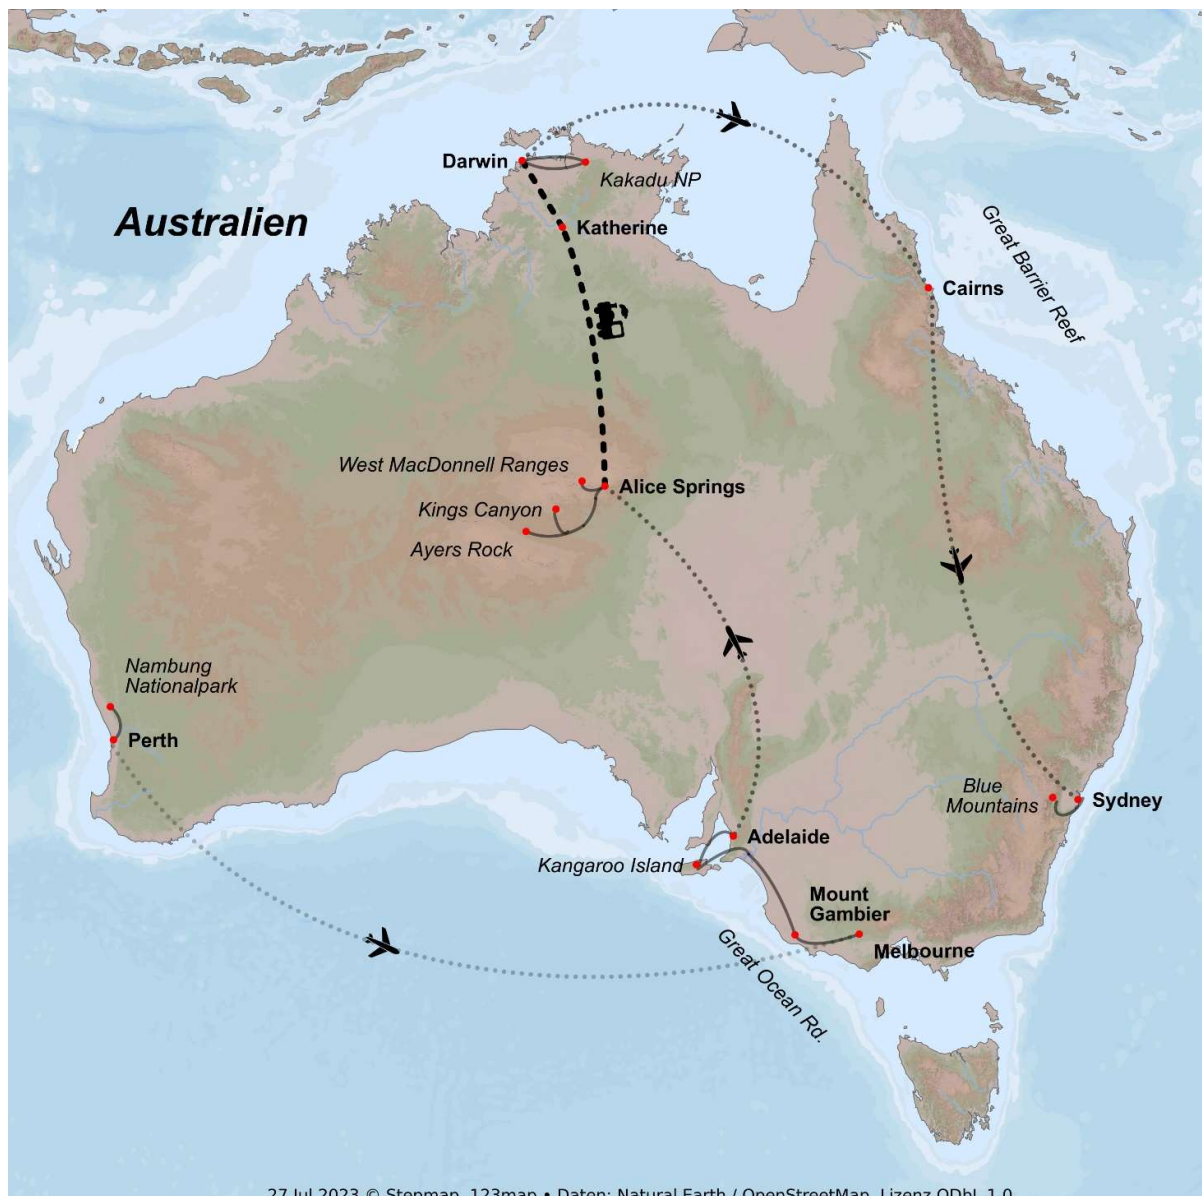 Darwin
Kakadu NP
Australien
Katherine
Great Barrier Reef
Cairns
West MacDonnell Ranges
Alice Springs
Kings Canyon
Ayers Rock
Nambung
Nationalpark
Perth
Blue
Mountains
Sydney
Adelaide
Kangaroo Island
Mount
Gambier
Melbourne
Great Ocean Rd.
27 Jul 2023 © Stepmap, 123map • Daten: Natural Earth / OpenStreetMap, Lizenz ODbL 1.0